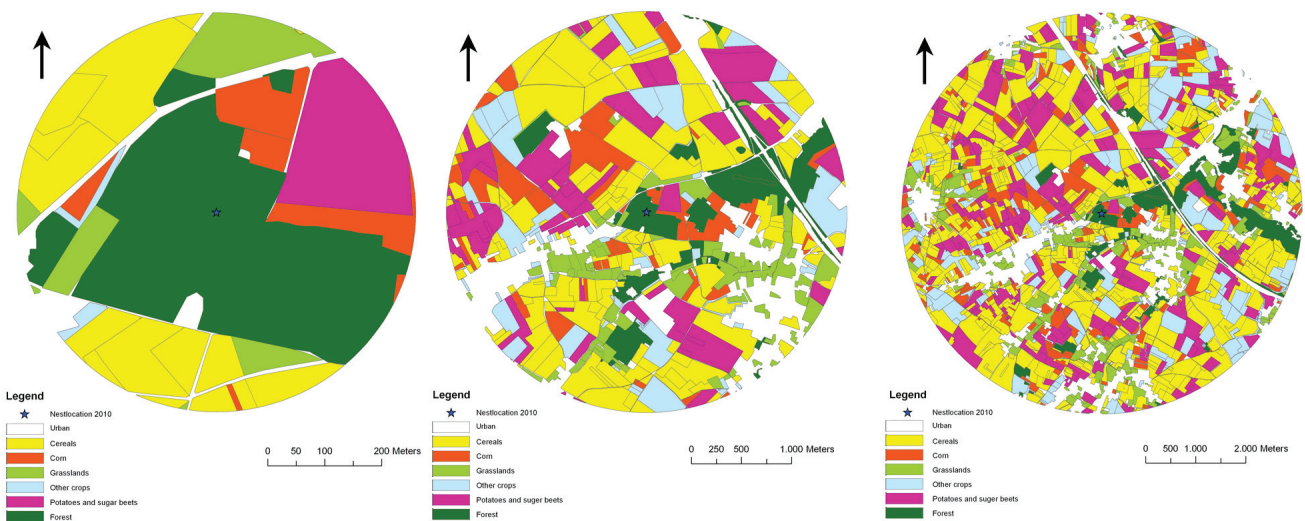 Legend
Nestlocation 2010
Urban
Cereals
Corn
Grasslands
Other crops
Potatoes and sugar beets
Forest
0 50 100 200 Meters
Legend
Nestlocation 2010
Urban
Cereals
Corn
Grasslands
Other crops
Potatoes and suger beets
Forest
0 250 500 1.000 Meters
Legend
Nestlocation 2010
Urban
Cereals
Corn
Grasslands
Other crops
Potatoes and suger beets
Forest
0 500 1.000 2.000 Meters